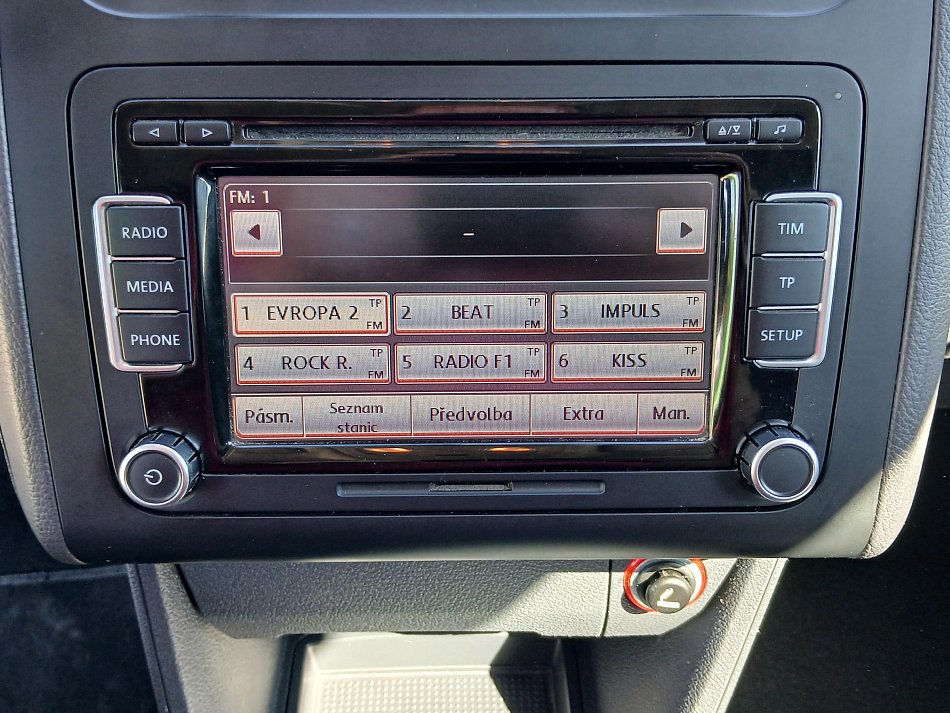 FM: 1
–
RADIO
MEDIA
PHONE
TIM
TP
SETUP
1 EVROPA 2 TP FM
2 BEAT TP FM
3 IMPULS TP FM
4 ROCK R. TP FM
5 RADIO F1 TP FM
6 KISS TP FM
Pásm.
Seznam
stanic
Předvolba
Extra
Man.